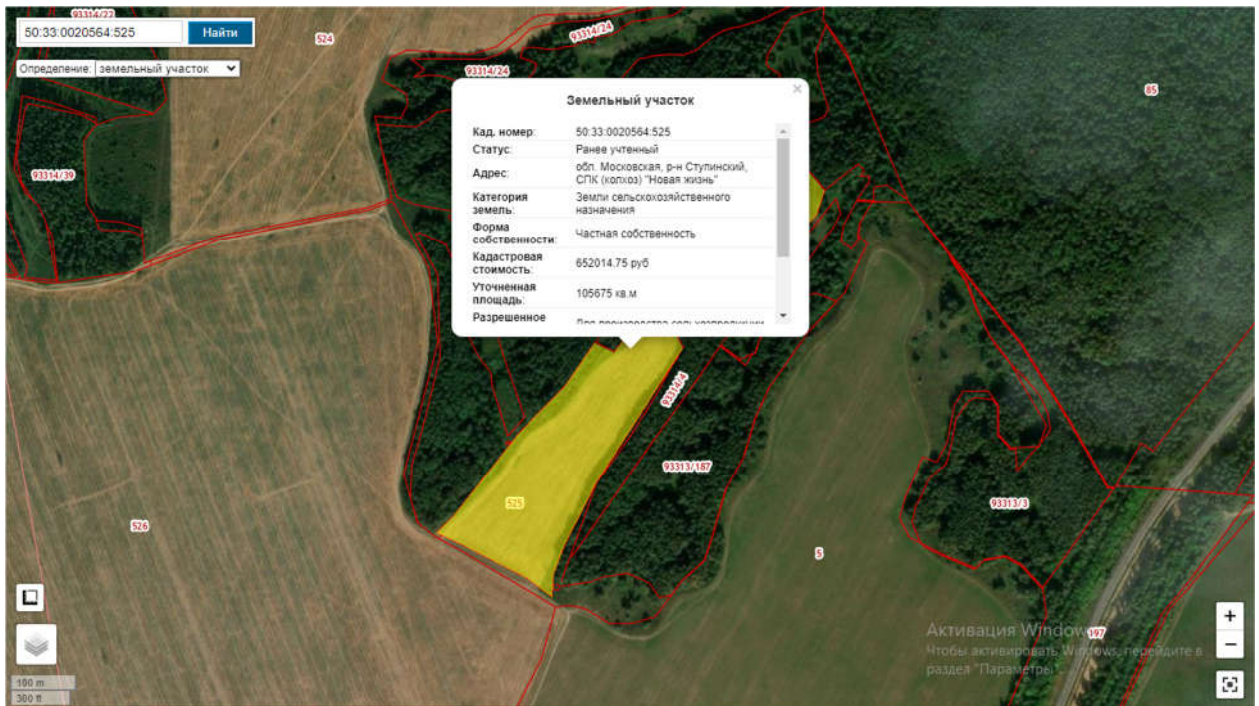 93314/22
50:33:0020564:525
Найти
524
93314/24
Определение:
земельный участок
93314/24
85
Земельный участок
×
Кад. номер:
50:33:0020564:525
Статус:
Ранее учтенный
Адрес:
обл. Московская, р-н Ступинский,
СПК (колхоз) "Новая жизнь"
Категория
земель:
Земли сельскохозяйственного
назначения
Форма
собственности:
Частная собственность
Кадастровая
стоимость:
652014.75 руб
Уточненная
площадь:
105675 кв.м
Разрешенное
Для производства сельхозпродукции
93314/39
93314/4
93313/187
525
93313/3
526
5
197
Активация Windows
Чтобы активировать Windows, перейдите в
раздел "Параметры".
+
−
100 m
300 ft